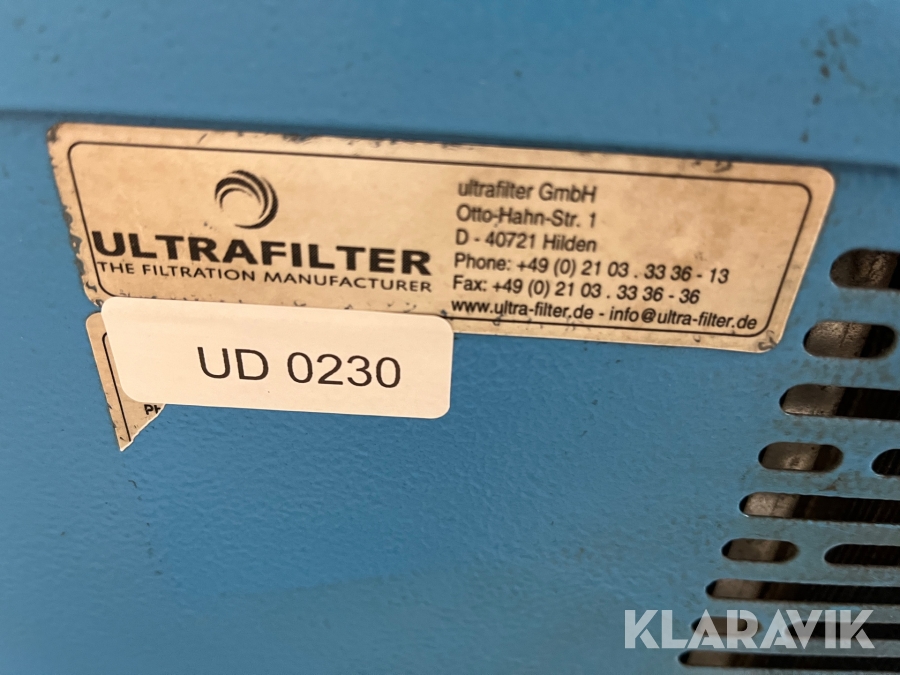 ULTRAFILTER
THE FILTRATION MANUFACTURER
ultrafilter GmbH
Otto-Hahn-Str. 1
D - 40721 Hilden
Phone: +49 (0) 21 03 . 33 36 - 13
Fax: +49 (0) 21 03 . 33 36 - 36
www.ultra-filter.de - info@ultra-filter.de
UD 0230
KLARAVIK